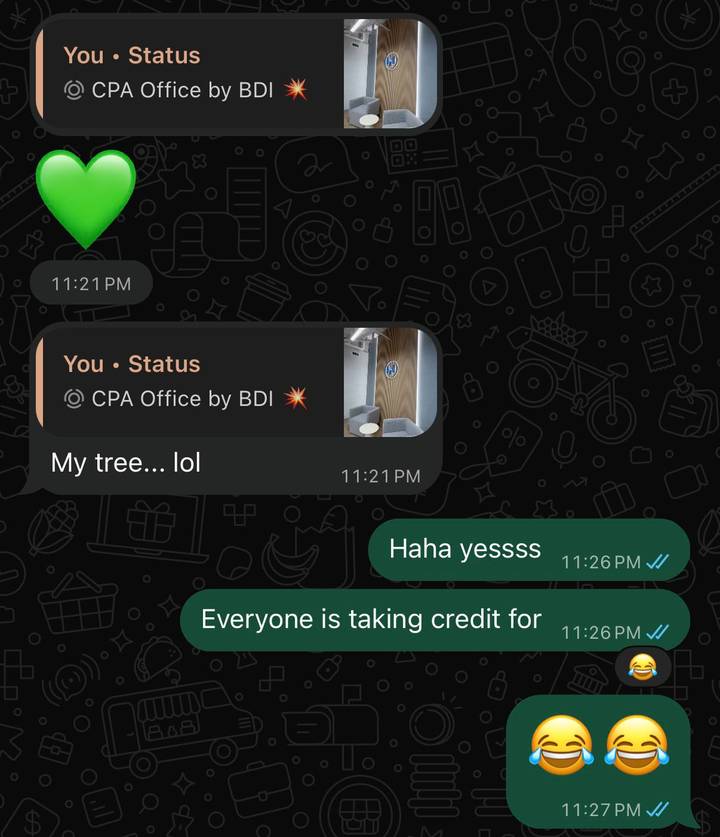 You • Status
CPA Office by BDI 💥
💚
11:21 PM
You • Status
CPA Office by BDI 💥
My tree... lol
11:21 PM
Haha yessss
11:26 PM
Everyone is taking credit for
11:26 PM
😂
😂😂
11:27 PM